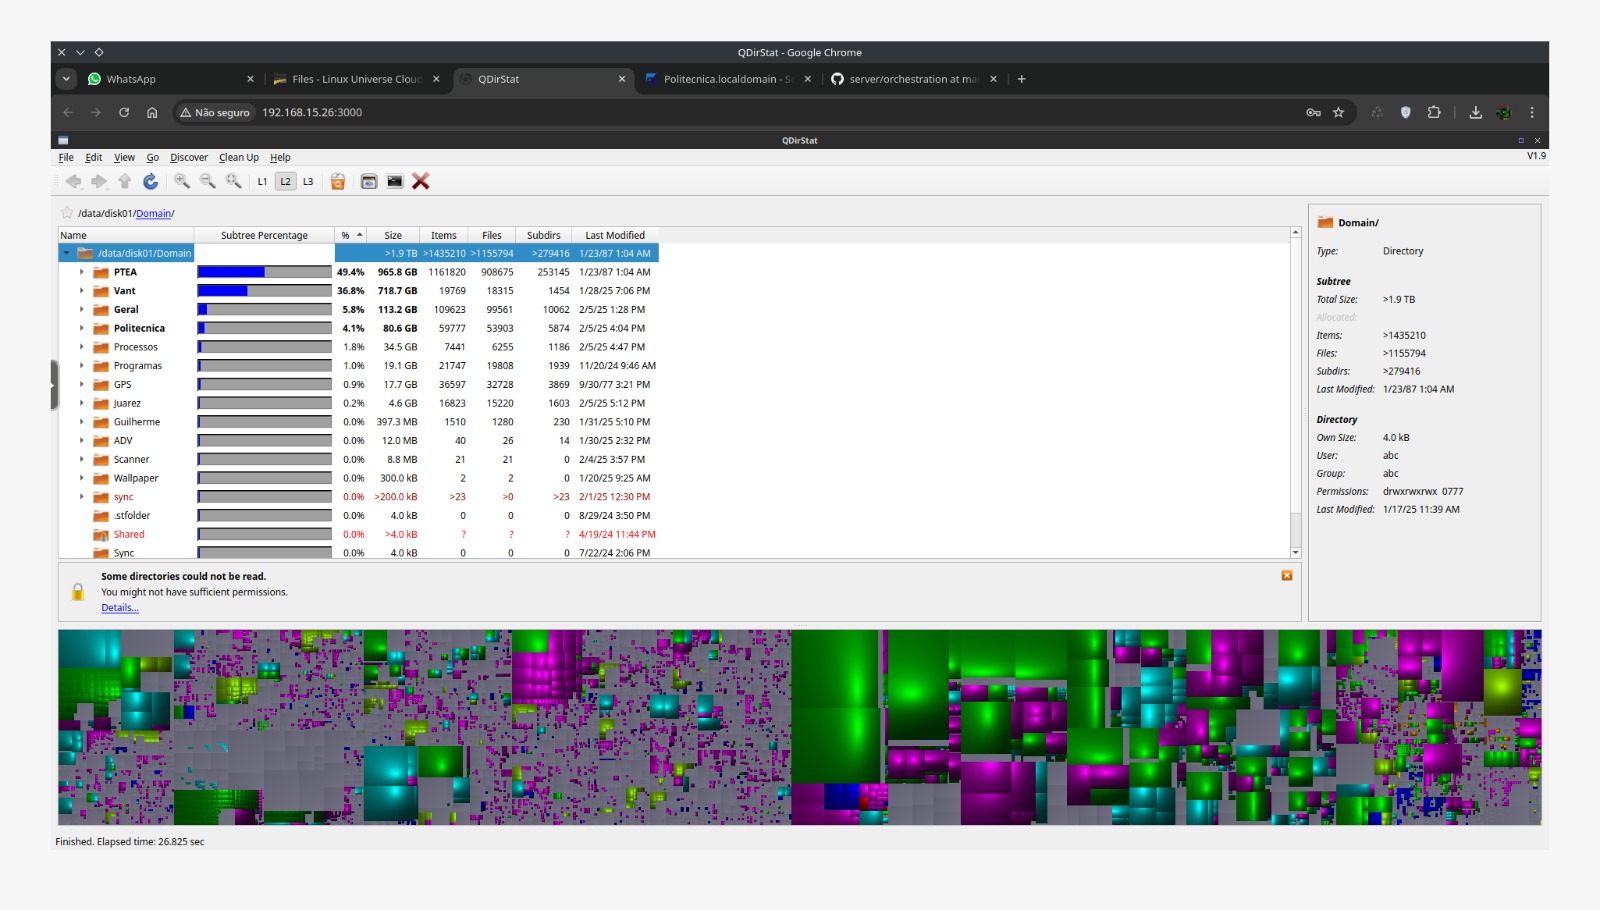 QDirStat - Google Chrome
WhatsApp
Files - Linux Universe Cloud
QDirStat
Politecnica.localdomain - Se
server/orchestration at ma
Não seguro 192.168.15.26:3000
QDirStat
File Edit View Go Discover Clean Up Help
V1.9
L1 L2 L3
/data/disk01/Domain/
Name Subtree Percentage % Size Items Files Subdirs Last Modified
/data/disk01/Domain >1.9 TB >1435210 >1155794 >279416 1/23/87 1:04 AM
PTEA 49.4% 965.8 GB 1161820 908675 253145 1/23/87 1:04 AM
Vant 36.8% 718.7 GB 19769 18315 1454 1/28/25 7:06 PM
Geral 5.8% 113.2 GB 109623 99561 10062 2/5/25 1:28 PM
Politecnica 4.1% 80.6 GB 59777 53903 5874 2/5/25 4:04 PM
Processos 1.8% 34.5 GB 7441 6255 1186 2/5/25 4:47 PM
Programas 1.0% 19.1 GB 21747 19808 1939 11/20/24 9:46 AM
GPS 0.9% 17.7 GB 36597 32728 3869 9/30/77 3:21 PM
Juarez 0.2% 4.6 GB 16823 15220 1603 2/5/25 5:12 PM
Guilherme 0.0% 397.3 MB 1510 1280 230 1/31/25 5:10 PM
ADV 0.0% 12.0 MB 40 26 14 1/30/25 2:32 PM
Scanner 0.0% 8.8 MB 21 21 0 2/4/25 3:57 PM
Wallpaper 0.0% 300.0 kB 2 2 0 1/20/25 9:25 AM
sync 0.0% >200.0 kB >23 >0 >23 2/1/25 12:30 PM
.stfolder 0.0% 4.0 kB 0 0 0 8/29/24 3:50 PM
Shared 0.0% >4.0 kB ? ? ? 4/19/24 11:44 PM
Sync 0.0% 4.0 kB 0 0 0 7/22/24 2:06 PM
Some directories could not be read.
You might not have sufficient permissions.
Details...
Domain/
Type: Directory
Subtree
Total Size: >1.9 TB
Allocated:
Items: >1435210
Files: >1155794
Subdirs: >279416
Last Modified: 1/23/87 1:04 AM
Directory
Own Size: 4.0 kB
User: abc
Group: abc
Permissions: drwxrwxrwx 0777
Last Modified: 1/17/25 11:39 AM
Finished. Elapsed time: 26.825 sec